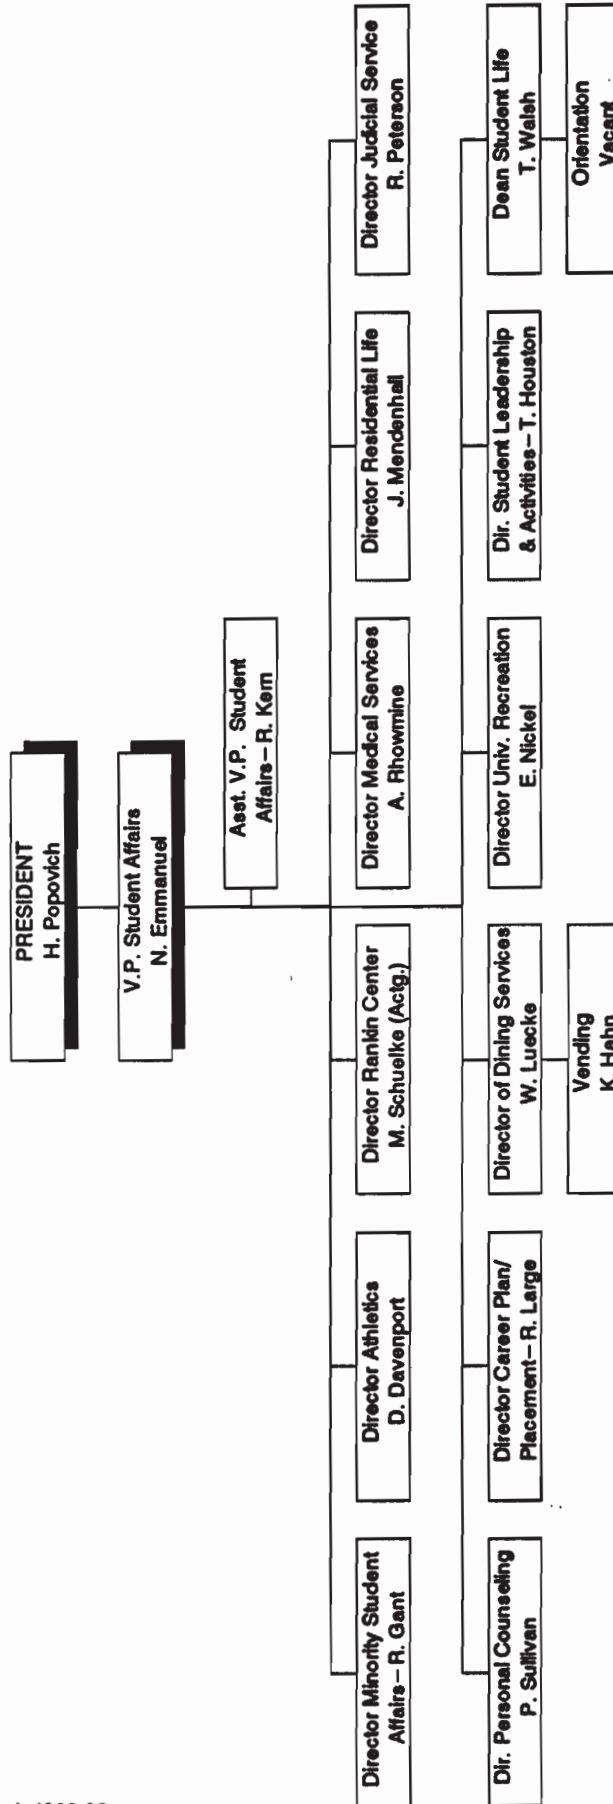 PRESIDENT
H. Popovich
V.P. Student Affairs
N. Emmanuel
Asst. V.P. Student
Affairs—R. Kern
Director Minority Student
Affairs—R. Gant
Director Athletics
D. Davenport
Director Rankin Center
M. Schuelke (Actg.)
Director Medical Services
A. Rhowmine
Director Residential Life
J. Mendenhall
Director Judicial Service
R. Peterson
Dir. Personal Counseling
P. Sullivan
Director Career Plan/
Placement—R. Large
Director of Dining Services
W. Luecke
Director Univ. Recreation
E. Nickel
Dir. Student Leadership
& Activities—T. Houston
Dean Student Life
T. Walsh
Vending
K. Hahn
Orientation
Vacant